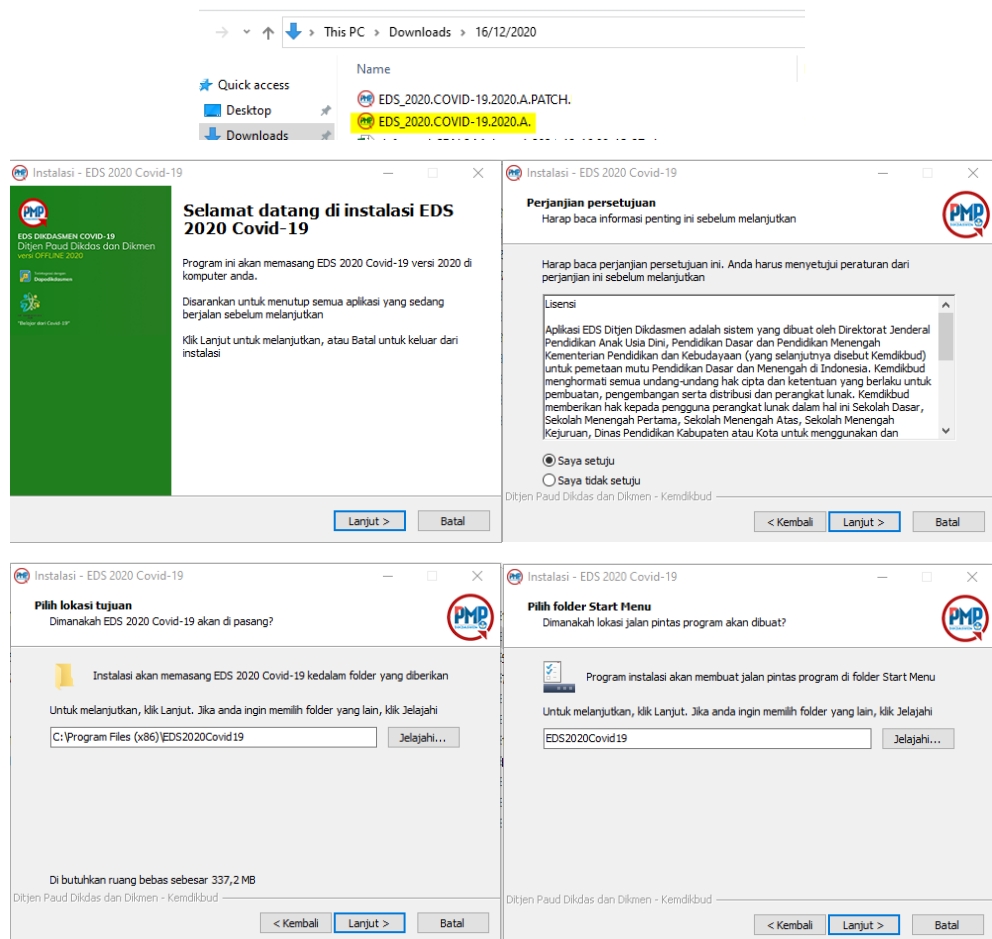 This PC > Downloads > 16/12/2020
Name
Quick access
Desktop
Downloads
EDS_2020.COVID-19.2020.A.PATCH.
EDS_2020.COVID-19.2020.A.
Instalasi - EDS 2020 Covid-19
PMP
EDS DIKDASMEN COVID-19
Ditjen Paud Dikdas dan Dikmen
versi OFFLINE 2020
Dapodikdasmen
"Belajar dari Covid-19"
Selamat datang di instalasi EDS
2020 Covid-19
Program ini akan memasang EDS 2020 Covid-19 versi 2020 di
komputer anda.
Disarankan untuk menutup semua aplikasi yang sedang
berjalan sebelum melanjutkan
Klik Lanjut untuk melanjutkan, atau Batal untuk keluar dari
instalasi
Lanjut >
Batal
Instalasi - EDS 2020 Covid-19
Perjanjian persetujuan
Harap baca informasi penting ini sebelum melanjutkan
PMP
Harap baca perjanjian persetujuan ini. Anda harus menyetujui peraturan dari
perjanjian ini sebelum melanjutkan
Lisensi
Aplikasi EDS Ditjen Dikdasmen adalah sistem yang dibuat oleh Direktorat Jenderal
Pendidikan Anak Usia Dini, Pendidikan Dasar dan Pendidikan Menengah
Kementerian Pendidikan dan Kebudayaan (yang selanjutnya disebut Kemdikbud)
untuk pemetaan mutu Pendidikan Dasar dan Menengah di Indonesia. Kemdikbud
menghormati semua undang-undang hak cipta dan ketentuan yang berlaku untuk
pembuatan, pengembangan serta distribusi dan perangkat lunak. Kemdikbud
memberikan hak kepada pengguna perangkat lunak dalam hal ini Sekolah Dasar,
Sekolah Menengah Pertama, Sekolah Menengah Atas, Sekolah Menengah
Kejuruan, Dinas Pendidikan Kabupaten atau Kota untuk menggunakan dan
Saya setuju
Saya tidak setuju
Ditjen Paud Dikdas dan Dikmen - Kemdikbud
< Kembali
Lanjut >
Batal
Instalasi - EDS 2020 Covid-19
Pilih lokasi tujuan
Dimanakah EDS 2020 Covid-19 akan di pasang?
PMP
Instalasi akan memasang EDS 2020 Covid-19 kedalam folder yang diberikan
Untuk melanjutkan, klik Lanjut. Jika anda ingin memilih folder yang lain, klik Jelajahi
C:\Program Files (x86)\EDS2020Covid19
Jelajahi...
Di butuhkan ruang bebas sebesar 337,2 MB
Ditjen Paud Dikdas dan Dikmen - Kemdikbud
< Kembali
Lanjut >
Batal
Instalasi - EDS 2020 Covid-19
Pilih folder Start Menu
Dimanakah lokasi jalan pintas program akan dibuat?
PMP
Program instalasi akan membuat jalan pintas program di folder Start Menu
Untuk melanjutkan, klik Lanjut. Jika anda ingin memilih folder yang lain, klik Jelajahi
EDS2020Covid19
Jelajahi...
Ditjen Paud Dikdas dan Dikmen - Kemdikbud
< Kembali
Lanjut >
Batal